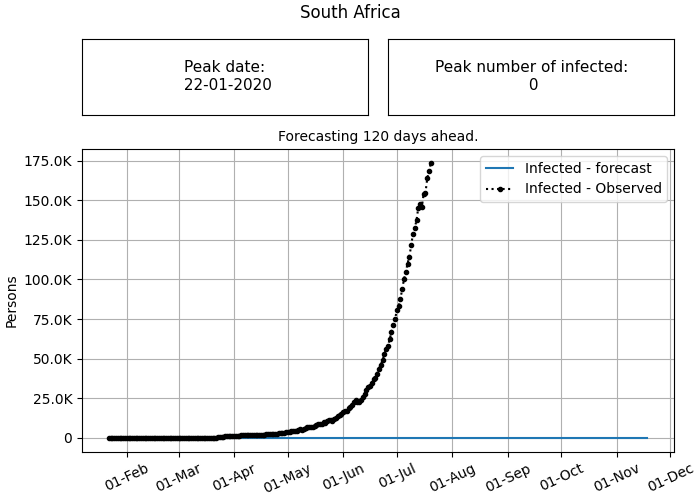 South Africa
Peak date:
22-01-2020
Peak number of infected:
0
Forecasting 120 days ahead.
Infected - forecast
Infected - Observed
Persons
175.0K
150.0K
125.0K
100.0K
75.0K
50.0K
25.0K
0
01-Feb
01-Mar
01-Apr
01-May
01-Jun
01-Jul
01-Aug
01-Sep
01-Oct
01-Nov
01-Dec